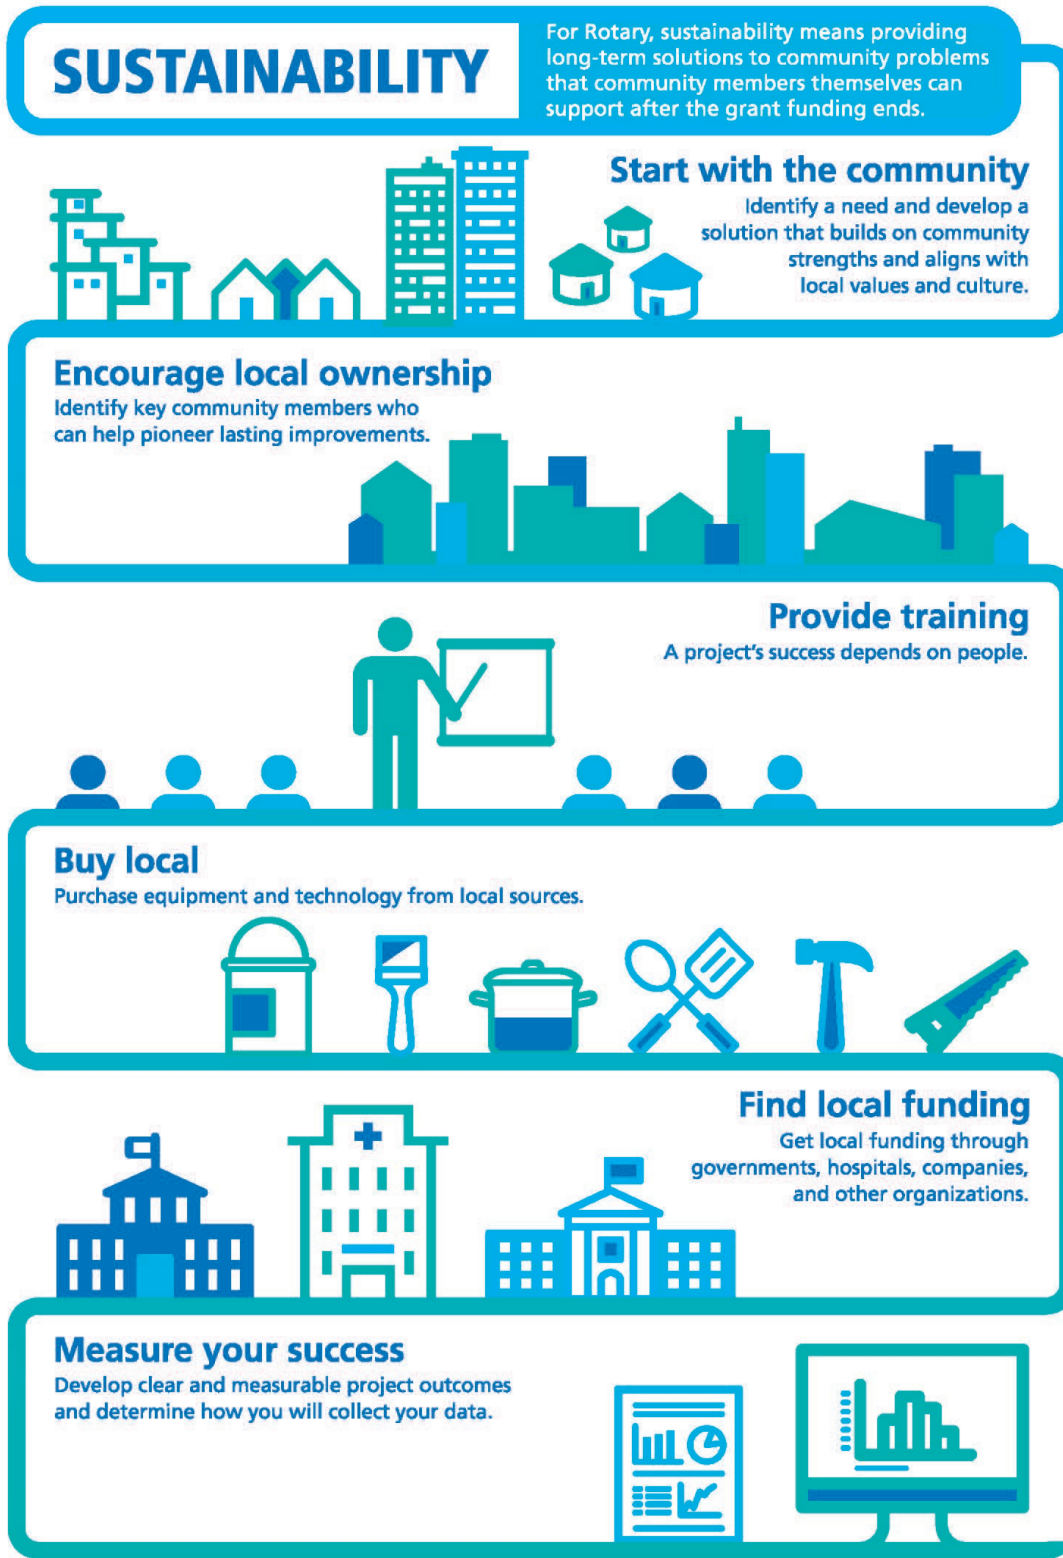 SUSTAINABILITY
For Rotary, sustainability means providing
long-term solutions to community problems
that community members themselves can
support after the grant funding ends.
Start with the community
Identify a need and develop a
solution that builds on community
strengths and aligns with
local values and culture.
Encourage local ownership
Identify key community members who
can help pioneer lasting improvements.
Provide training
A project's success depends on people.
Buy local
Purchase equipment and technology from local sources.
Find local funding
Get local funding through
governments, hospitals, companies,
and other organizations.
Measure your success
Develop clear and measurable project outcomes
and determine how you will collect your data.